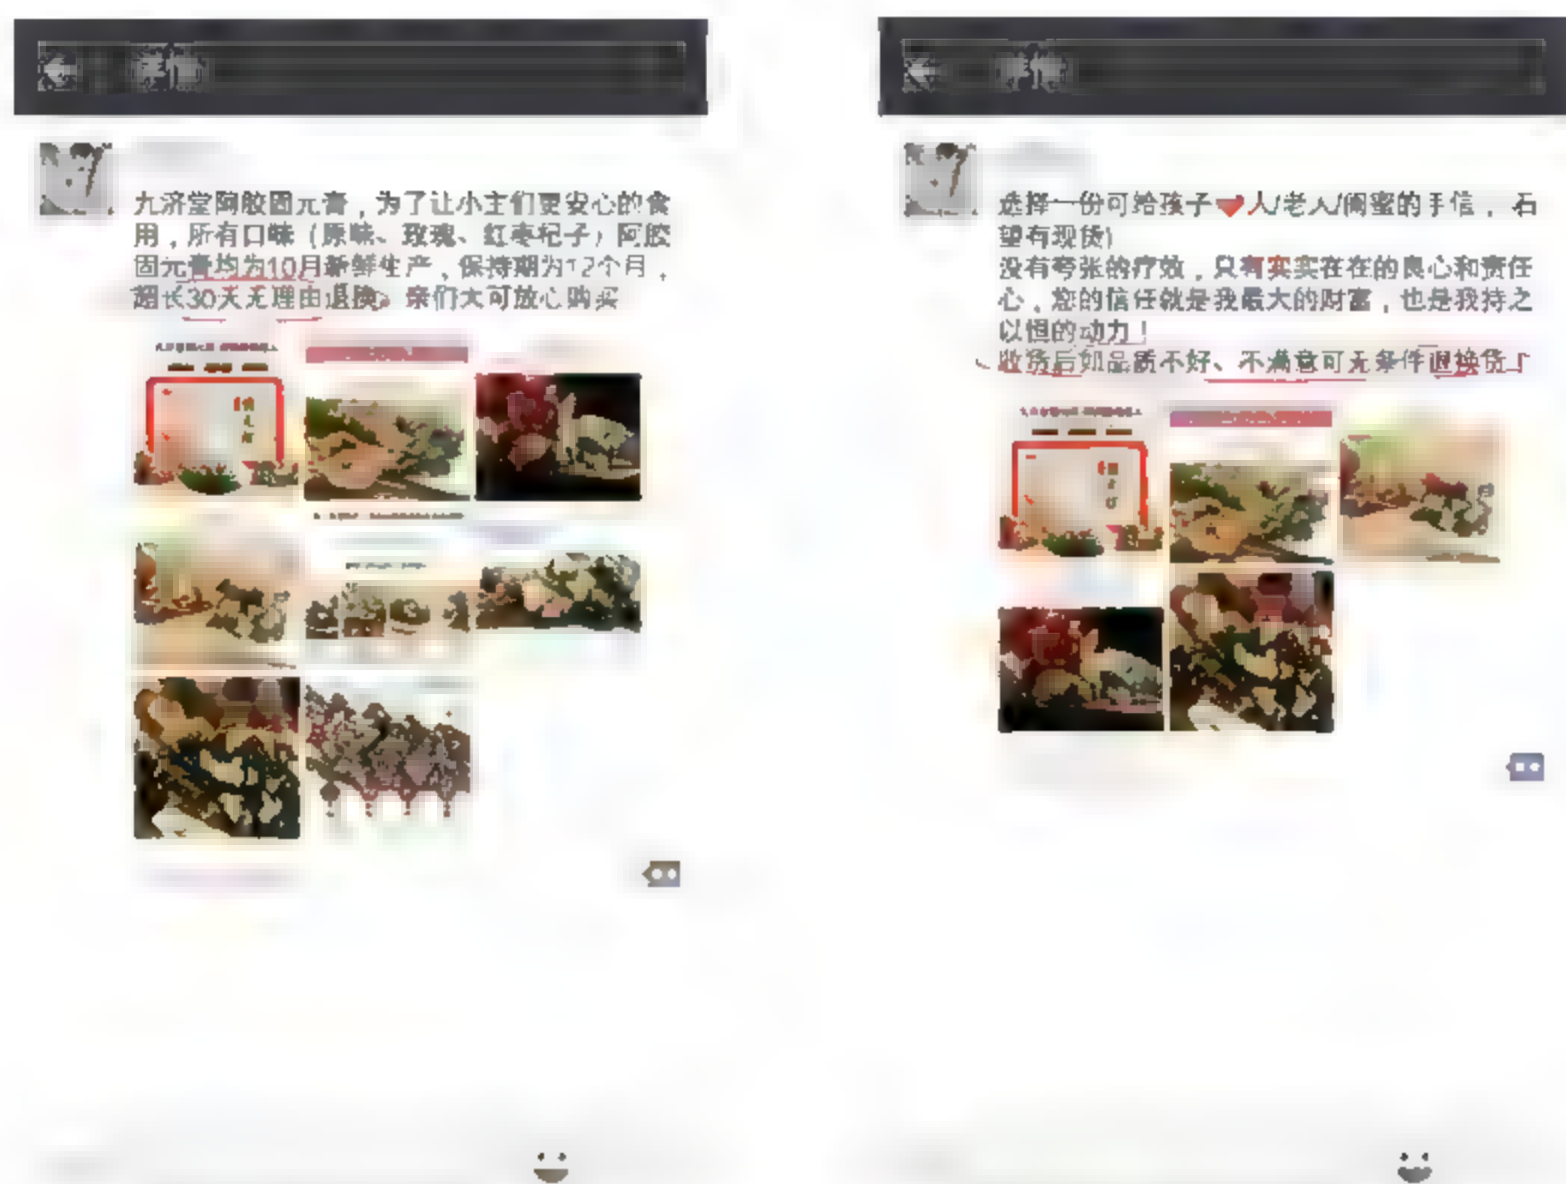 九济堂阿胶固元膏，为了让小主们更安心的食
用，所有口味（原味、玫瑰、红枣杞子）阿胶
固元膏均为10月新鲜生产，保持期为12个月，
超长30天无理由退换。亲们大可放心购买
选择一份可给孩子❤人/老人/闺蜜的手信，石
望有现货)
没有夸张的疗效，只有实实在在的良心和责任
心，您的信任就是我最大的财富，也是我持之
以恒的动力！
收货后如品质不好、不满意可无条件退换货！